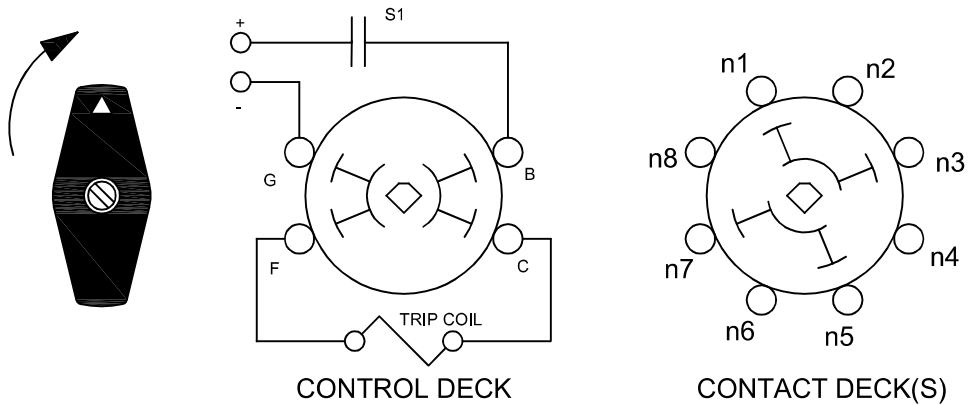 S1
+
-
G
B
F
C
TRIP COIL
CONTROL DECK
n1
n2
n8
n3
n7
n4
n6
n5
CONTACT DECK(S)